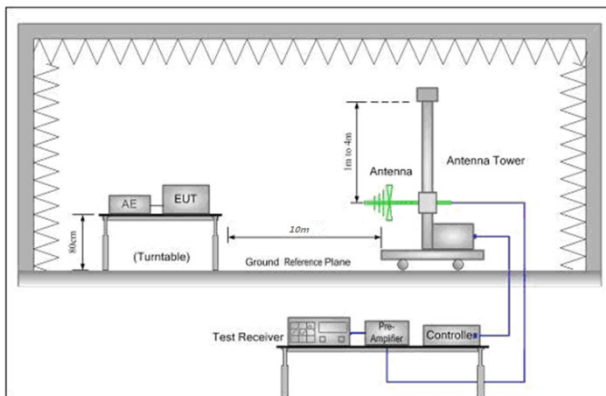 1m to 4m
Antenna
Antenna Tower
AE
EUT
80cm
(Turntable)
10m
Ground Reference Plane
Test Receiver
Pre-
Amplifier
Controller